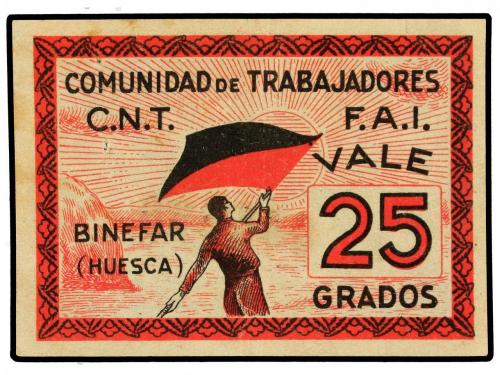 COMUNIDAD DE TRABAJADORES
C.N.T. F.A.I.
VALE
25
GRADOS
BINEFAR
(HUESCA)